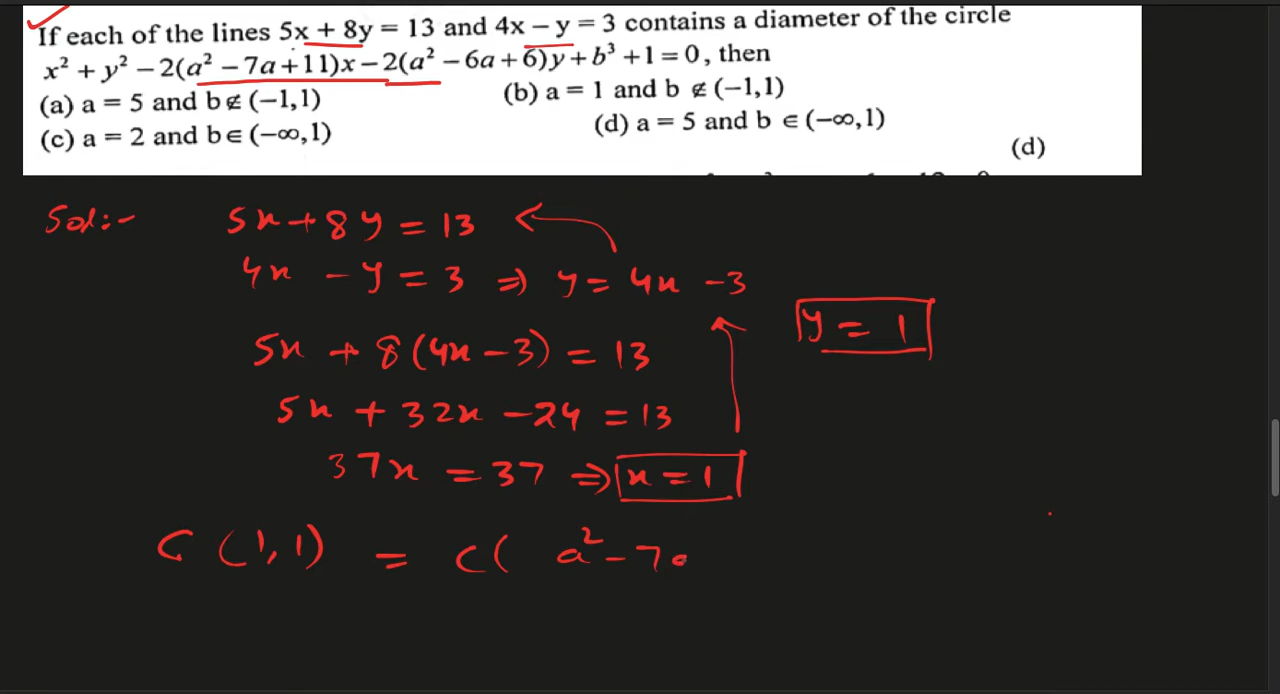 If each of the lines 5x + 8y = 13 and 4x – y = 3 contains a diameter of the circle
x² + y² – 2(a² – 7a + 11)x – 2(a² – 6a + 6)y + b³ + 1 = 0, then
(a) a = 5 and b ∉ (–1,1) (b) a = 1 and b ∉ (–1,1)
(c) a = 2 and b ∈ (–∞,1) (d) a = 5 and b ∈ (–∞,1)
(d)
Sol:-
5x + 8y = 13
4x - y = 3 ⇒ y = 4x - 3
y = 1
5x + 8(4x - 3) = 13
5x + 32x - 24 = 13
37x = 37 ⇒ x = 1
C (1,1) = C( a² - 7a